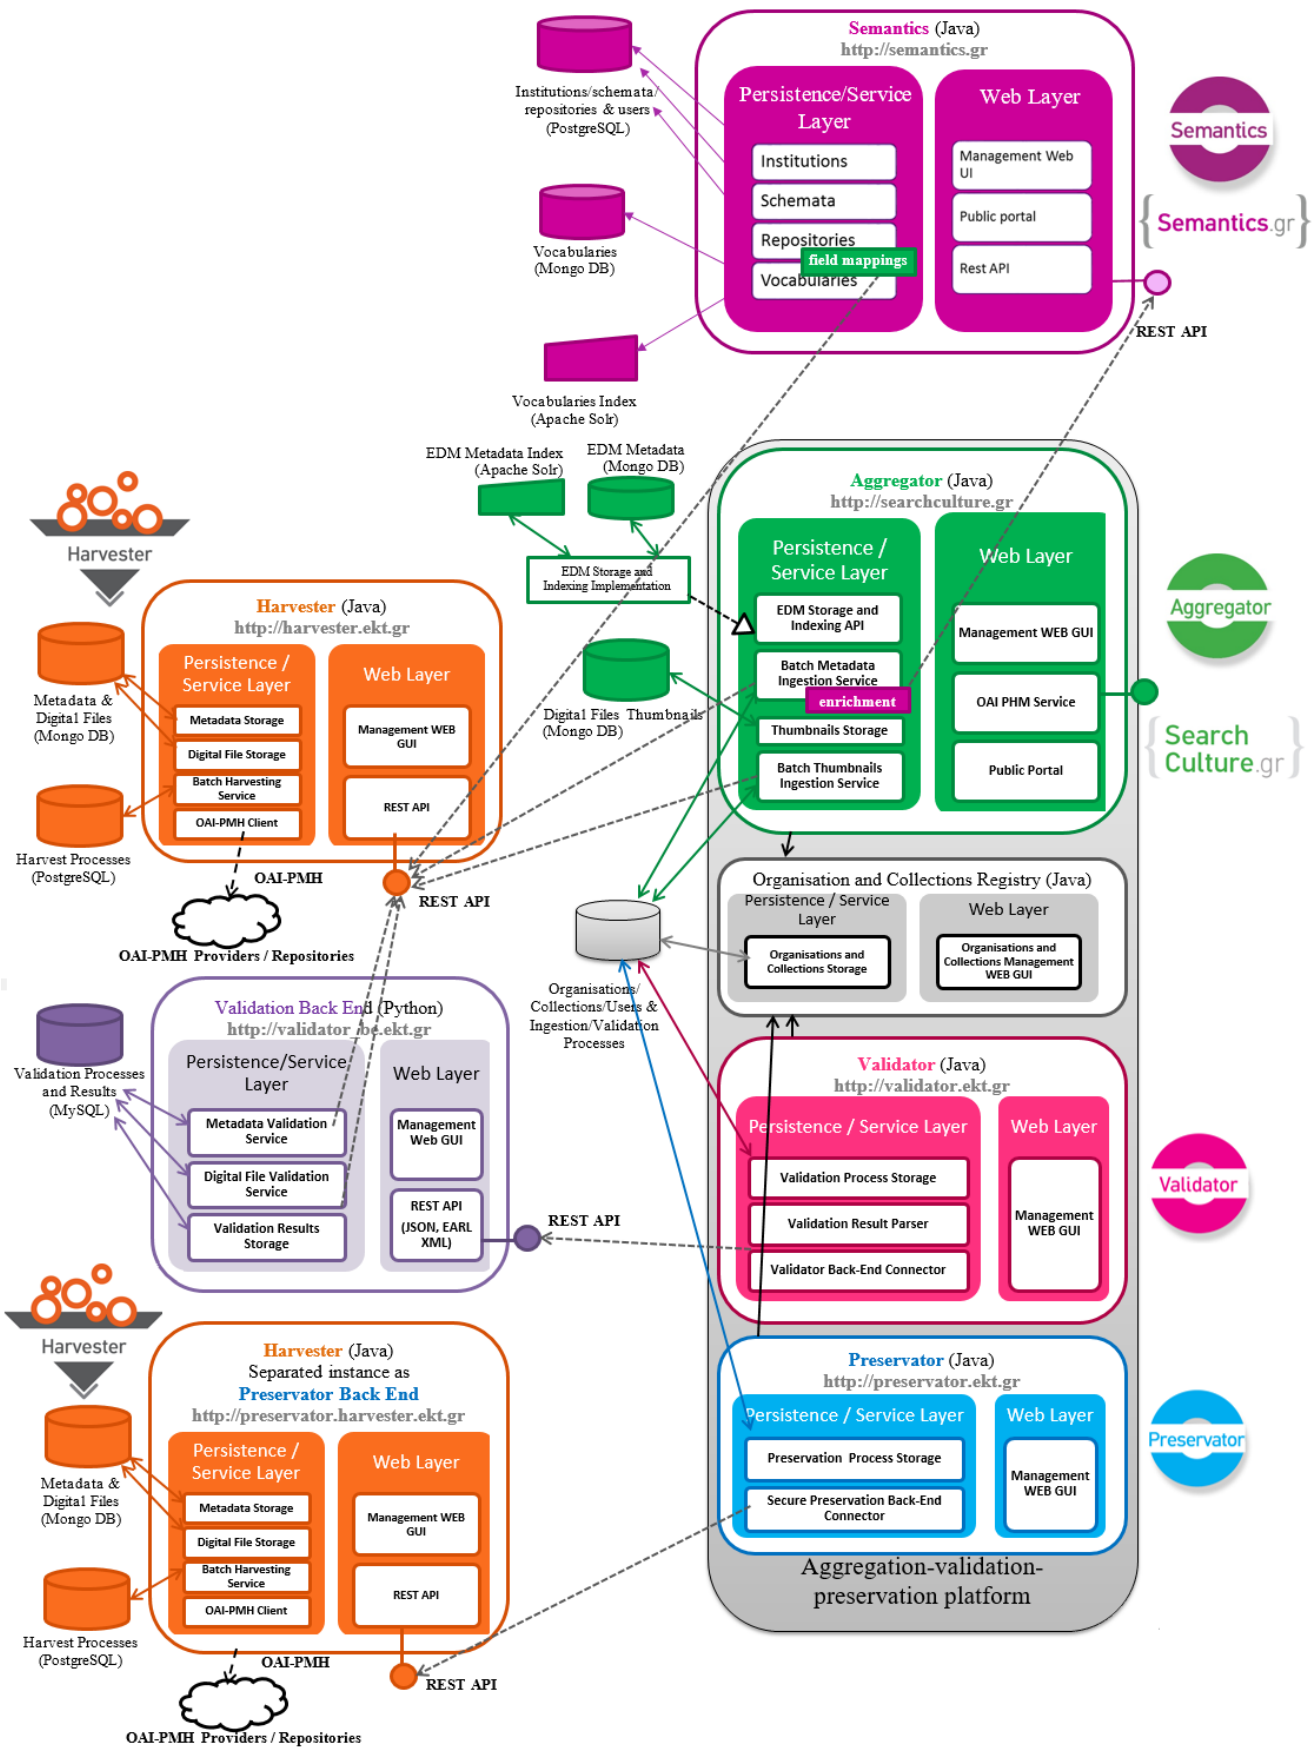 Semantics (Java)
http://semantics.gr
Persistence/Service
Layer
Institutions
Schemata
Repositories
field mappings
Vocabularies
Web Layer
Management Web
UI
Public portal
Rest API
REST API
Semantics
{Semantics.gr}
Institutions/schemata/
repositories & users
(PostgreSQL)
Vocabularies
(Mongo DB)
Vocabularies Index
(Apache Solr)
EDM Metadata Index
(Apache Solr)
EDM Metadata
(Mongo DB)
EDM Storage and
Indexing Implementation
Digital Files Thumbnails
(Mongo DB)
Aggregator (Java)
http://searchculture.gr
Persistence /
Service Layer
EDM Storage and
Indexing API
Batch Metadata
Ingestion Service
enrichment
Thumbnails Storage
Batch Thumbnails
Ingestion Service
Web Layer
Management WEB GUI
OAI PHM Service
Public Portal
Aggregator
{Search
Culture.gr}
Harvester
Harvester (Java)
http://harvester.ekt.gr
Persistence /
Service Layer
Metadata Storage
Digital File Storage
Batch Harvesting
Service
OAI-PMH Client
Web Layer
Management WEB
GUI
REST API
Metadata &
Digital Files
(Mongo DB)
Harvest Processes
(PostgreSQL)
OAI-PMH
REST API
OAI-PMH Providers / Repositories
Organisation and Collections Registry (Java)
Persistence / Service
Layer
Organisations and
Collections Storage
Web Layer
Organisations and
Collections Management
WEB GUI
Organisations/
Collections/Users &
Ingestion/Validation
Processes
Validation Back End (Python)
http://validator_be.ekt.gr
Persistence/Service
Layer
Metadata Validation
Service
Digital File Validation
Service
Validation Results
Storage
Web Layer
Management
Web GUI
REST API
(JSON, EARL
XML)
REST API
Validation Processes
and Results
(MySQL)
Validator (Java)
http://validator.ekt.gr
Persistence / Service Layer
Validation Process Storage
Validation Result Parser
Validator Back-End Connector
Web Layer
Management
WEB GUI
Validator
Harvester
Harvester (Java)
Separated instance as
Preservator Back End
http://preservator.harvester.ekt.gr
Persistence /
Service Layer
Metadata Storage
Digital File Storage
Batch Harvesting
Service
OAI-PMH Client
Web Layer
Management WEB
GUI
REST API
Metadata &
Digital Files
(Mongo DB)
Harvest Processes
(PostgreSQL)
OAI-PMH
REST API
OAI-PMH Providers / Repositories
Preservator (Java)
http://preservator.ekt.gr
Persistence / Service Layer
Preservation Process Storage
Secure Preservation Back-End
Connector
Web Layer
Management
WEB GUI
Preservator
Aggregation-validation-
preservation platform